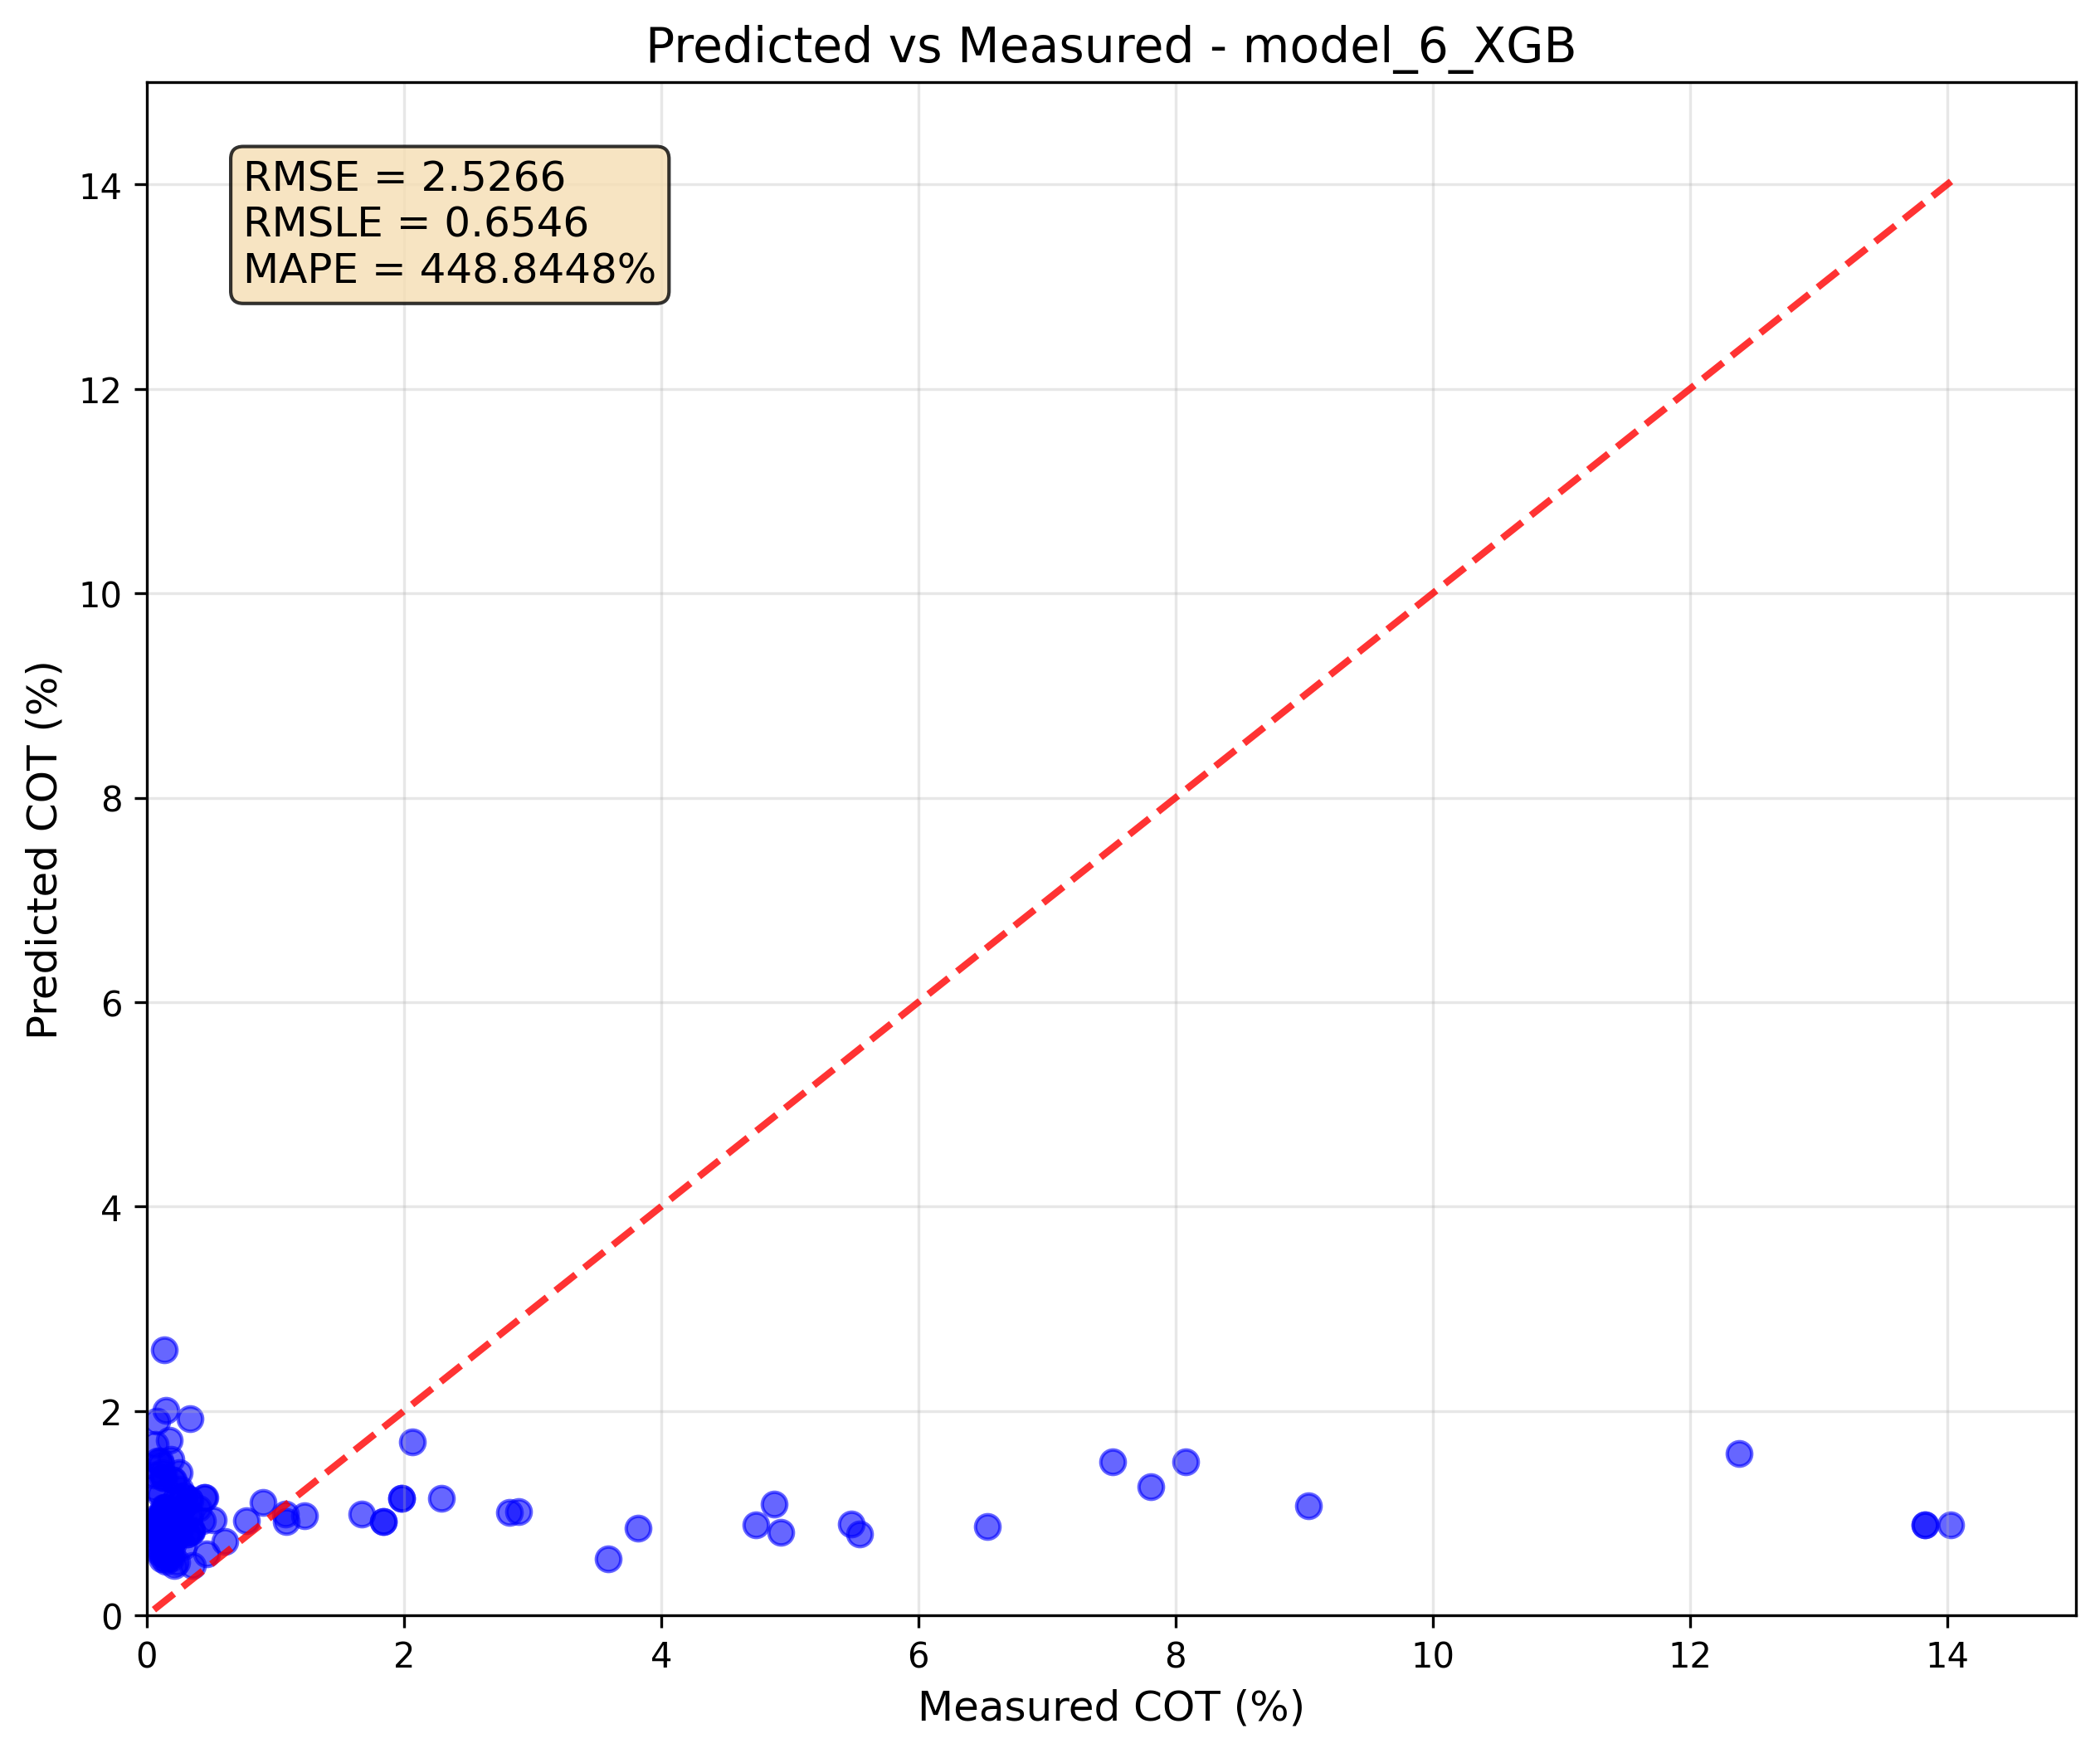 Predicted vs Measured - model_6_XGB
RMSE = 2.5266
RMSLE = 0.6546
MAPE = 448.8448%
Predicted COT (%)
14
12
10
8
6
4
2
0
0 2 4 6 8 10 12 14
Measured COT (%)